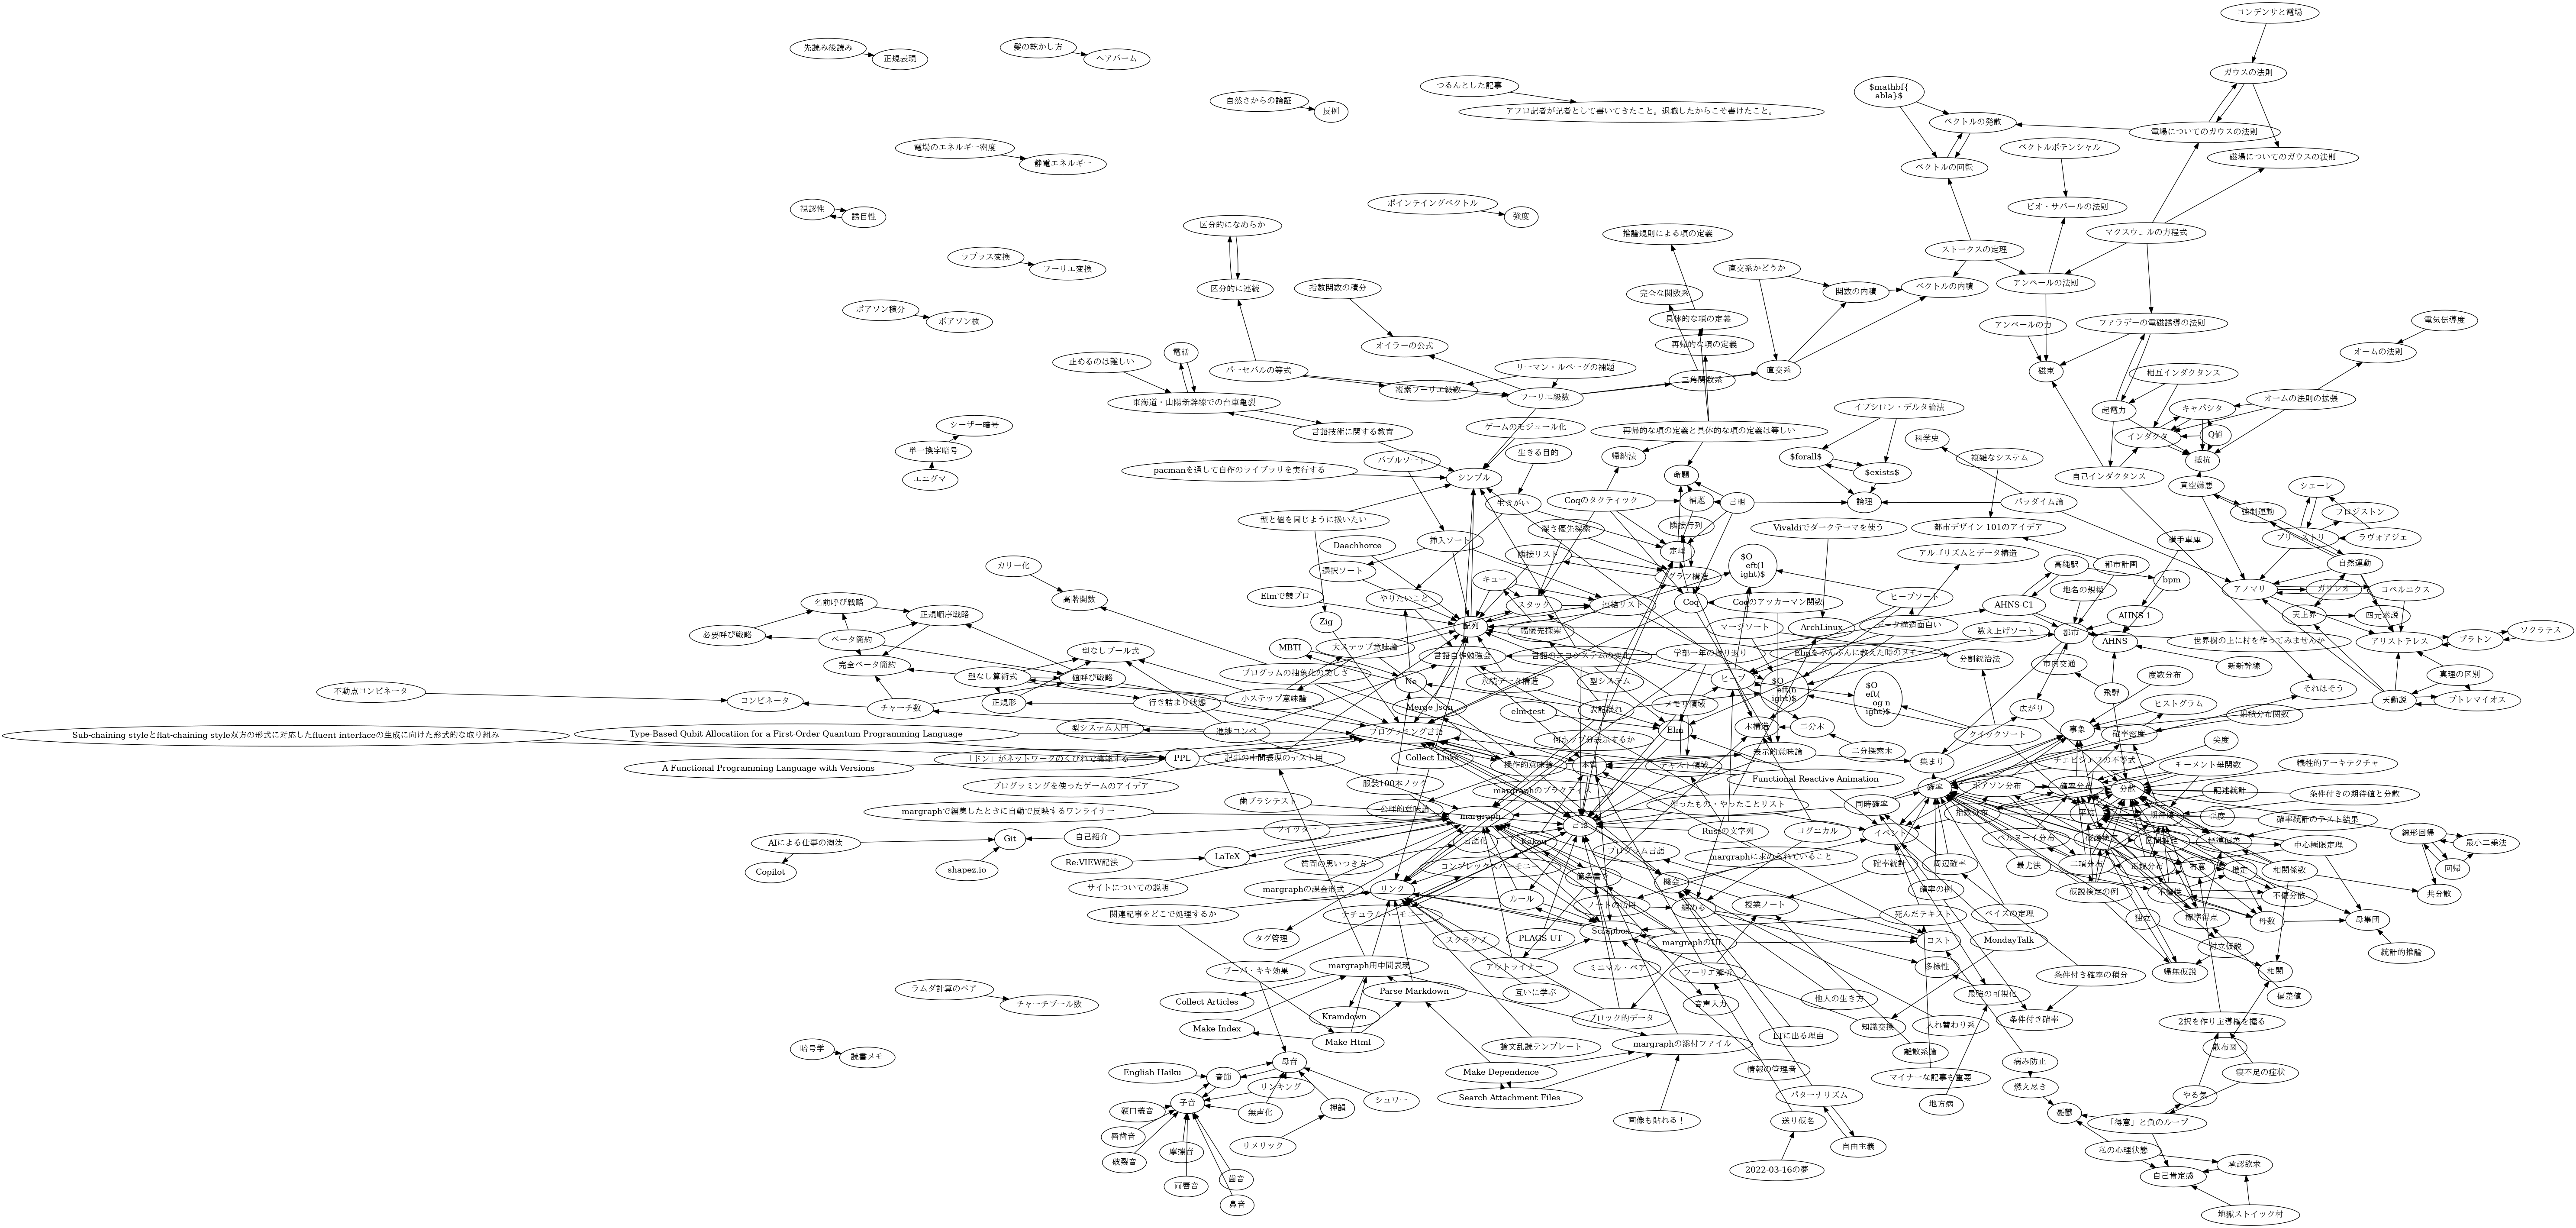 コンデンサと電場
先読み後読み
正規表現
髪の乾かし方
ヘアバーム
ガウスの法則
つるんとした記事
アフロ記者が記者として書いてきたこと。退職したからこそ書けたこと。
自然さからの論証
反例
$mathbf{
abla}$
ベクトルの発散
電場についてのガウスの法則
電場のエネルギー密度
静電エネルギー
ベクトルポテンシャル
磁場についてのガウスの法則
ベクトルの回転
視認性
誘目性
ポインティングベクトル
強度
ビオ・サバールの法則
区分的になめらか
推論規則による項の定義
マクスウェルの方程式
ラプラス変換
フーリエ変換
ストークスの定理
区分的に連続
指数関数の積分
直交系かどうか
完全な関数系
関数の内積
ベクトルの内積
アンペールの法則
ポアソン積分
ポアソン核
具体的な項の定義
アンペールの力
ファラデーの電磁誘導の法則
電気伝導度
オイラーの公式
再帰的な項の定義
オームの法則
電話
止めるのは難しい
パーセバルの等式
リーマン・ルベーグの補題
複素フーリエ級数
三角関数系
直交系
磁束
相互インダクタンス
フーリエ級数
東海道・山陽新幹線での台車亀裂
イプシロン・デルタ論法
起電力
キャパシタ
オームの法則の拡張
シーザー暗号
単一換字暗号
エニグマ
言語技術に関する教育
ゲームのモジュール化
再帰的な項の定義と具体的な項の定義は等しい
科学史
インダクタ
Q値
バブルソート
生きる目的
帰納法
$forall$
$exists$
複雑なシステム
抵抗
pacmanを通して自作のライブラリを実行する
シンプル
命題
自己インダクタンス
真空嫌悪
シェーレ
生きがい
Coqのタクティック
補題
言明
論理
パラダイム論
強制運動
フロジストン
型と値を同じように扱いたい
深さ優先探索
隣接行列
Vivaldiでダークテーマを使う
都市デザイン 101のアイデア
プリーストリ
ラヴォアジェ
Daachhorce
挿入ソート
隣接リスト
定理
$O
eft(1
ight)$
アルゴリズムとデータ構造
横手車庫
カリー化
選択ソート
キュー
グラフ構造
都市計画
高縄駅
自然運動
高階関数
Elmで競プロ
やりたいこと
スタック
連結リスト
Coq
Coqのアッカーマン関数
ヒープソート
地名の規模
bpm
アノマリ
ガリレオ
コペルニクス
名前呼び戦略
正規順序戦略
Zig
配列
幅優先探索
マージソート
ArchLinux
データ構造面白い
AHNS-C1
AHNS-1
天上界
四元素説
必要呼び戦略
ベータ簡約
型なしブール式
MBTI
大ステップ意味論
言語自作勉強会
言語のエコシステムの変化
学部一年の振り返り
Elmをぶんぶんに教えた時のメモ
数え上げソート
都市
AHNS
世界樹の上に村を作ってみませんか
アリストテレス
プラトン
ソクラテス
完全ベータ簡約
型なし算術式
値呼び戦略
プログラムの抽象化の美しさ
Ne
永続データ構造
型システム
ヒープ
分割統治法
市内交通
新新幹線
真理の区別
不動点コンビネータ
コンビネータ
チャーチ数
正規形
行き詰まり状態
小ステップ意味論
Merge Json
elm-test
表記揺れ
メモリ領域
$O
eft(n
ight)$
$O
eft(
og n
ight)$
広がり
飛騨
度数分布
それはそう
天動説
プトレマイオス
Sub-chaining styleとflat-chaining style双方の形式に対応したfluent interfaceの生成に向けた形式的な取り組み
Type-Based Qubit Allocatiion for a First-Order Quantum Programming Language
型システム入門
進捗コンペ
プログラミング言語
Elm
木構造
二分木
クイックソート
事象
ヒストグラム
累積分布関数
確率密度
「ドン」がネットワークのくびれで機能する
PPL
記事の中間表現のテスト用
Collect Links
何ホップ分表示するか
表示的意味論
二分探索木
集まり
チェビシェフの不等式
尖度
A Functional Programming Language with Versions
操作的意味論
本質
テキスト領域
Functional Reactive Animation
モーメント母関数
犠牲的アーキテクチャ
プログラミングを使ったゲームのアイデア
服装100本ノック
margraphのブックティス
確率
ポアソン分布
確率分布
分散
記述統計
条件付きの期待値と分散
歯ブラシテスト
公理的意味論
作ったもの・やったことリスト
同時確率
指数分布
平均
期待値
歪度
margraphで編集したときに自動で反映するワンライナー
margraph
言語
Rustの文字列
コグニカル
イベント
確率統計のテスト結果
ツイッター
AIによる仕事の淘汰
Git
自己紹介
言語化
Kakau
プログラム言語
margraphに求められていること
ベルヌーイ分布
仮説検定
区間推定
標準偏差
中心極限定理
線形回帰
最小二乗法
Re:VIEW記法
LaTeX
質問の思いつき方
コンプレックスハーモニー
確率統計
周辺確率
最尤法
二項分布
正規分布
有意
推定
相関係数
回帰
Copilot
shapez.io
サイトについての説明
margraphの課金形式
リンク
箇条書き
機会
確率の例
仮説検定の例
不偏性
不偏分散
共分散
関連記事をどこで処理するか
ナチュラルハーモニー
ルール
ノートの活用
纏める
授業ノート
死んだテキスト
ベイズの定理
独立
標準得点
母数
母集団
タグ管理
スクラップ
PLAGS UT
Scrapbox
margraphのUI
コスト
MondayTalk
対立仮説
統計的推論
ブーバ・キキ効果
margraph用中間表現
アウトライナー
ミニマル・ペア
フーリエ解析
多様性
条件付き確率の積分
帰無仮説
相関
ラムダ計算のペア
チャーチブール数
Collect Articles
Parse Markdown
互いに学ぶ
音声入力
他人の生き方
最強の可視化
偏差値
Make Index
Kramdown
ブロック的データ
知識交換
入れ替わり系
条件付き確率
2択を作り主導権を握る
Make Html
論文乱読テンプレート
margraphの添付ファイル
LTに出る理由
離散系論
散布図
暗号学
読書メモ
母音
English Haiku
音節
Make Dependence
情報の管理者
マイナーな記事も重要
病み防止
寝不足の症状
リンキング
Search Attachment Files
パターナリズム
燃え尽き
やる気
硬口蓋音
子音
無声化
押韻
シュワー
画像も貼れる！
送り仮名
地方病
憂鬱
「得意」と負のループ
唇歯音
リメリック
自由主義
摩擦音
私の心理状態
破裂音
歯音
2022-03-16の夢
承認欲求
自己肯定感
両唇音
鼻音
地獄ストイック村